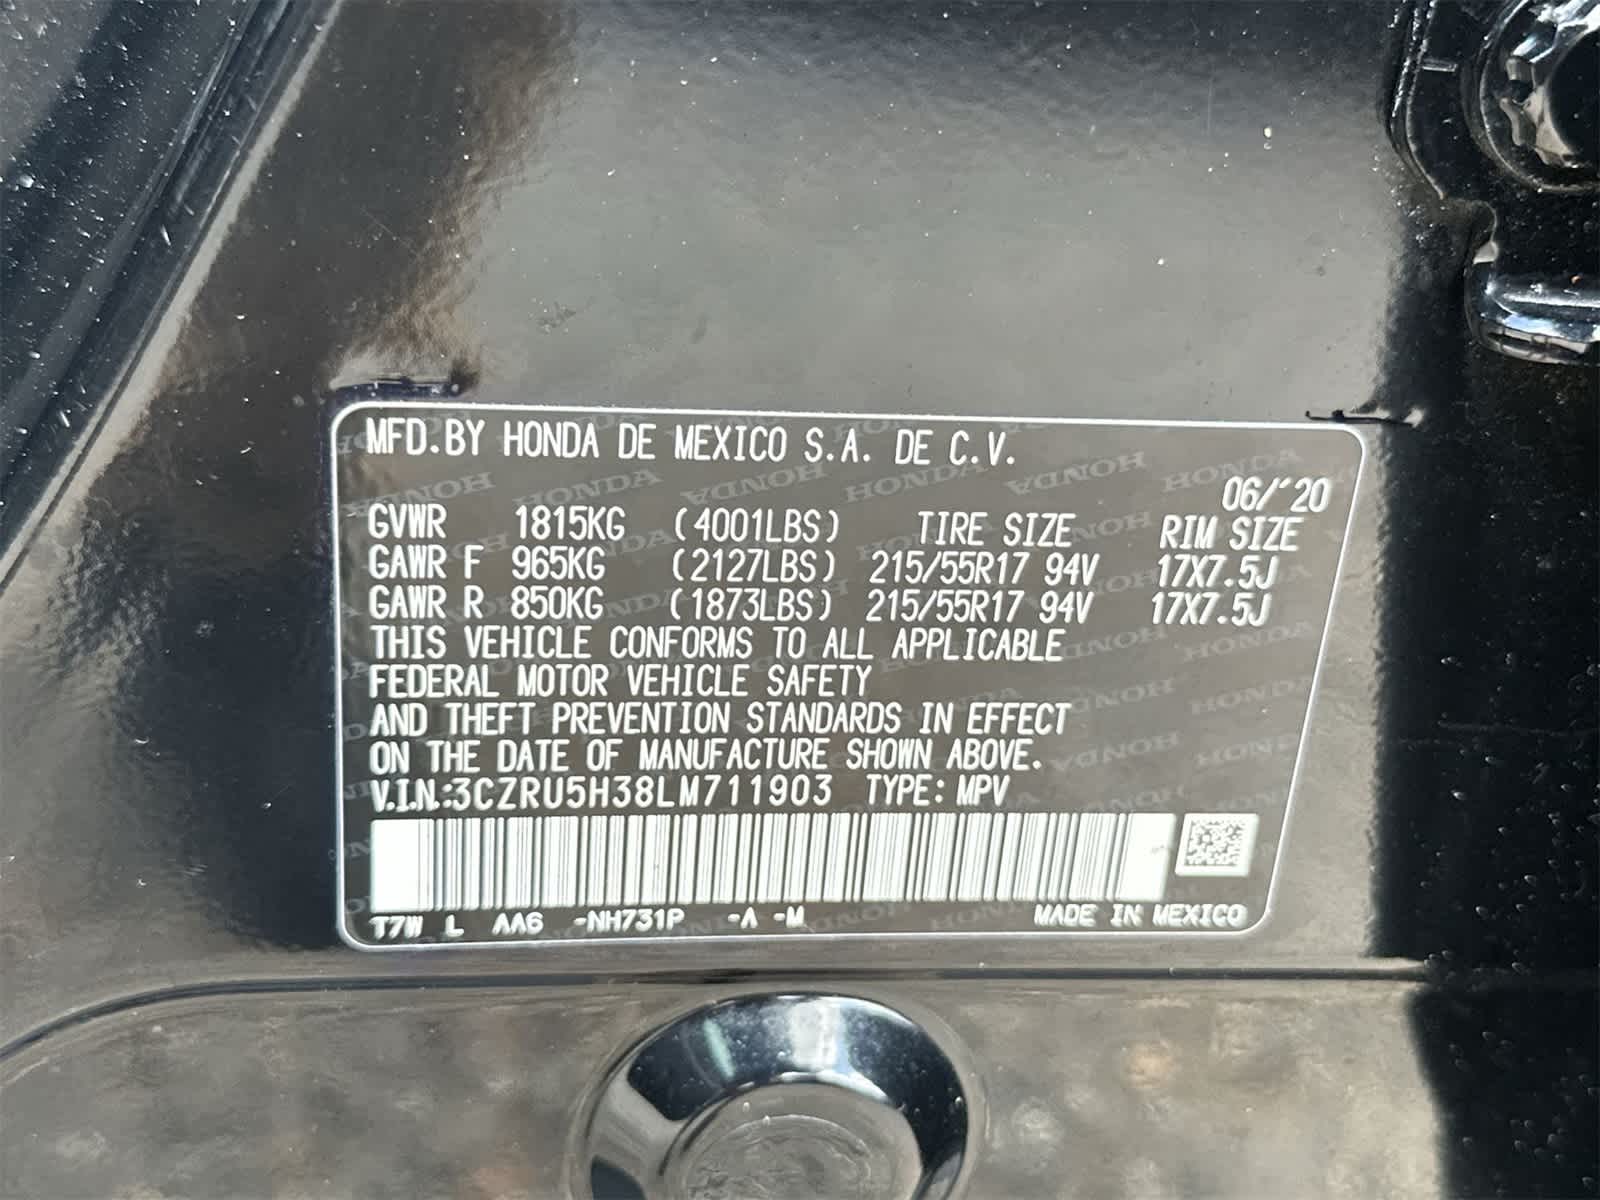 MFD.BY HONDA DE MEXICO S.A. DE C.V.
06/'20
GVWR 1815KG (4001LBS) TIRE SIZE RIM SIZE
GAWR F 965KG (2127LBS) 215/55R17 94V 17X7.5J
GAWR R 850KG (1873LBS) 215/55R17 94V 17X7.5J
THIS VEHICLE CONFORMS TO ALL APPLICABLE
FEDERAL MOTOR VEHICLE SAFETY
AND THEFT PREVENTION STANDARDS IN EFFECT
ON THE DATE OF MANUFACTURE SHOWN ABOVE.
V.I.N.:3CZRU5H38LM711903 TYPE: MPV
T7W L AA6 -NH731P -A -M MADE IN MEXICO